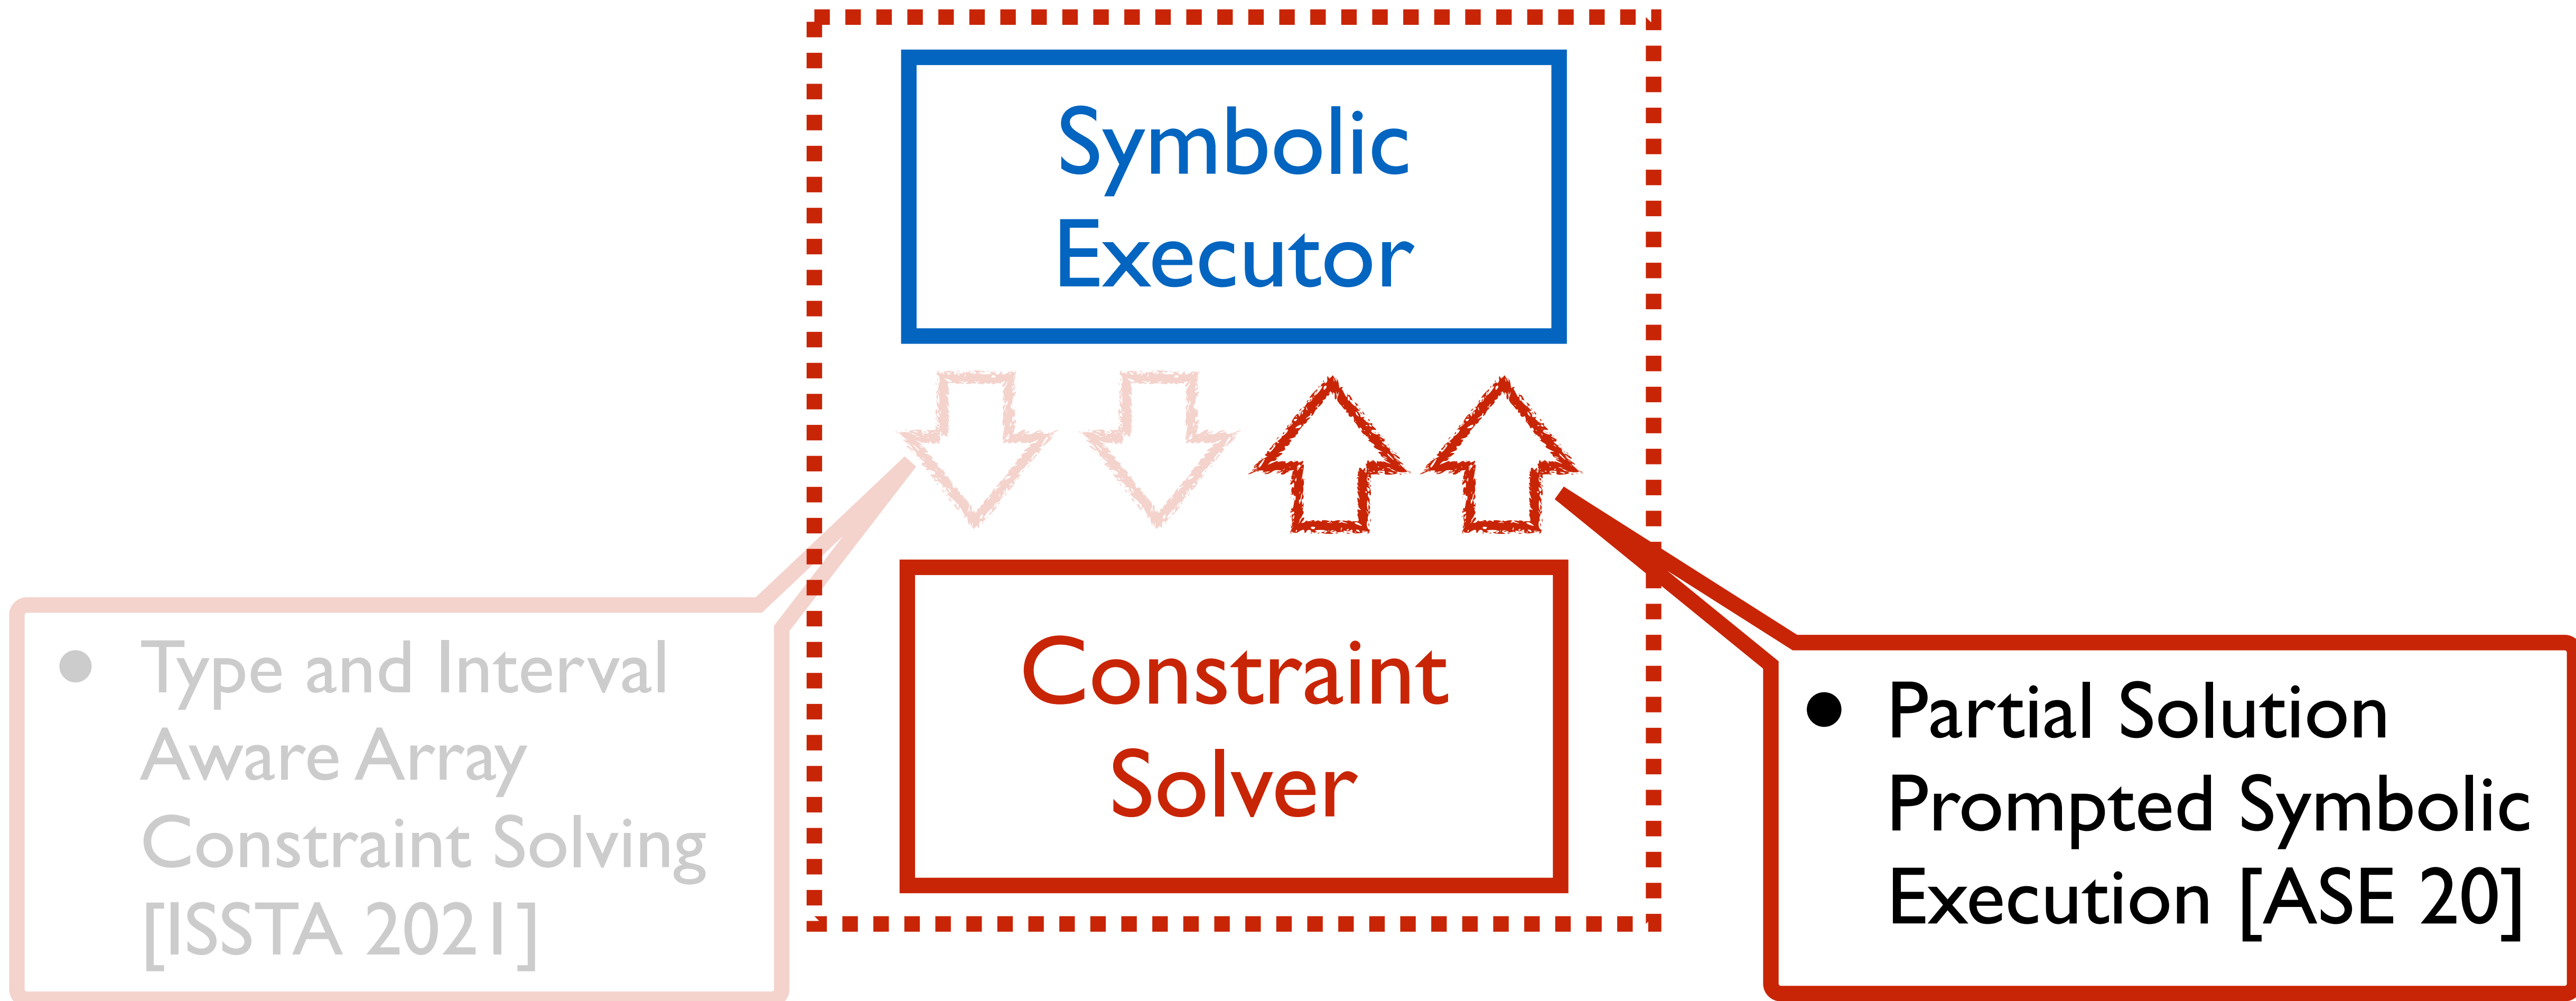 Symbolic
Executor
Constraint
Solver
• Type and Interval
Aware Array
Constraint Solving
[ISSTA 2021]
• Partial Solution
Prompted Symbolic
Execution [ASE 20]